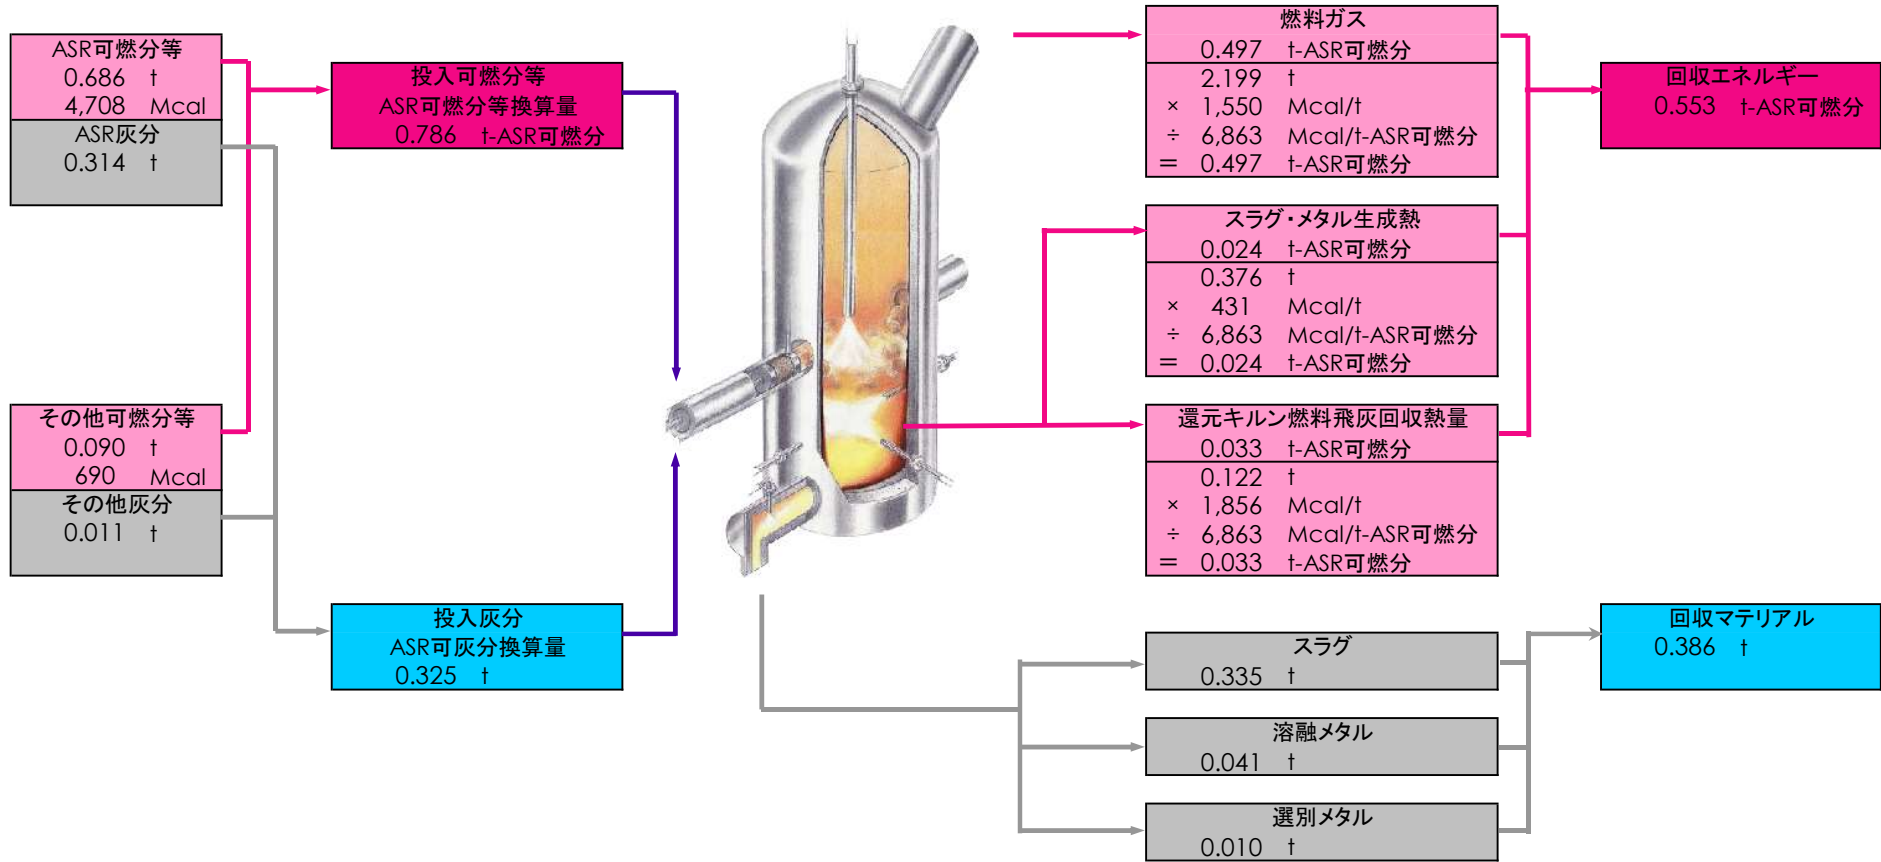 ASR可燃分等
0.686 t
4,708 Mcal
ASR灰分
0.314 t
その他可燃分等
0.090 t
690 Mcal
その他灰分
0.011 t
投入可燃分等
ASR可燃分等換算量
0.786 t-ASR可燃分
投入灰分
ASR可灰分換算量
0.325 t
燃料ガス
0.497 t-ASR可燃分
2.199 t
× 1,550 Mcal/t
÷ 6,863 Mcal/t-ASR可燃分
= 0.497 t-ASR可燃分
スラグ・メタル生成熱
0.024 t-ASR可燃分
0.376 t
× 431 Mcal/t
÷ 6,863 Mcal/t-ASR可燃分
= 0.024 t-ASR可燃分
還元キルン燃料飛灰回収熱量
0.033 t-ASR可燃分
0.122 t
× 1,856 Mcal/t
÷ 6,863 Mcal/t-ASR可燃分
= 0.033 t-ASR可燃分
スラグ
0.335 t
溶融メタル
0.041 t
選別メタル
0.010 t
回収エネルギー
0.553 t-ASR可燃分
回収マテリアル
0.386 t